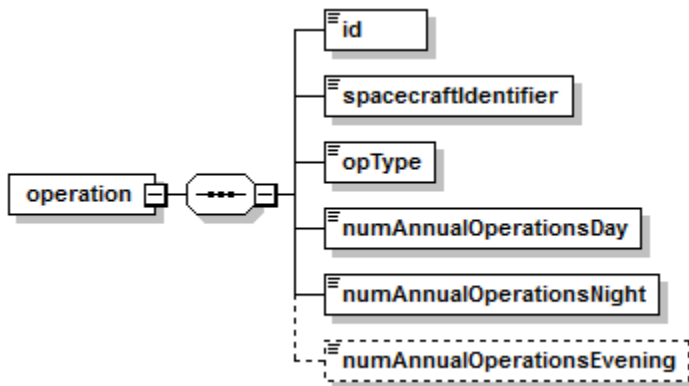 id
spacecraftIdentifier
opType
operation
numAnnualOperationsDay
numAnnualOperationsNight
numAnnualOperationsEvening